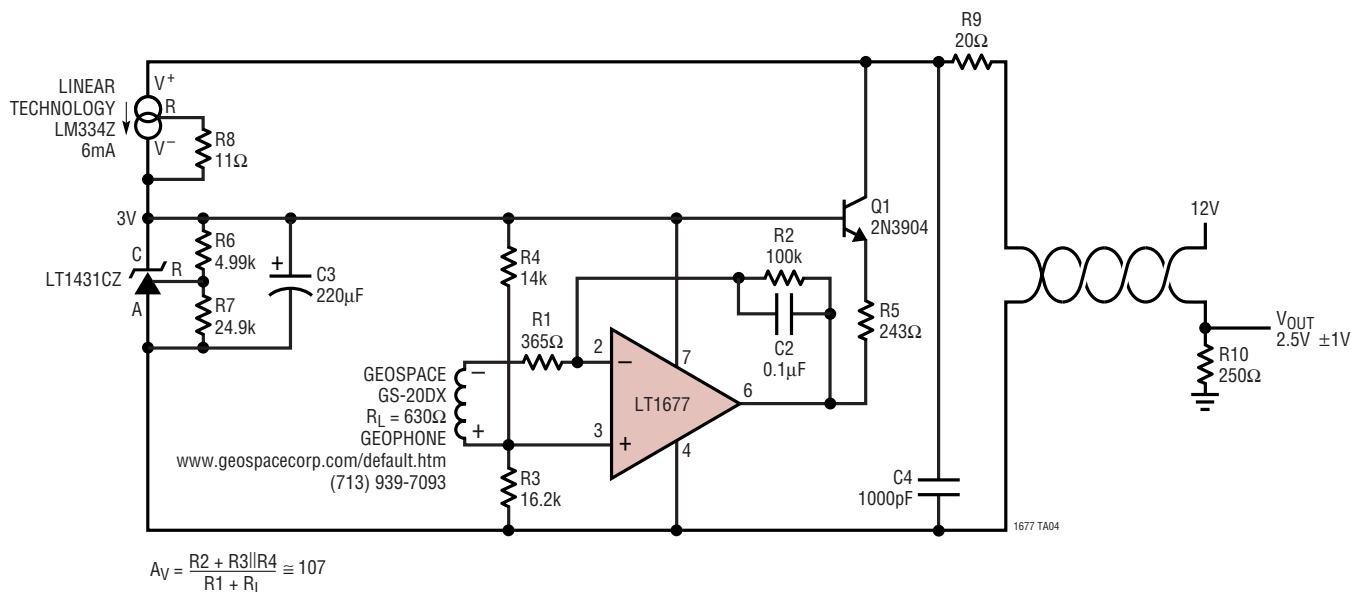 R9
20Ω
LINEAR
TECHNOLOGY
LM334Z
6mA
V+
R
V−
R8
11Ω
3V
C
R
A
LT1431CZ
R6
4.99k
R7
24.9k
+
C3
220µF
R4
14k
Q1
2N3904
R2
100k
C2
0.1µF
R5
243Ω
R1
365Ω
2
−
7
LT1677
6
3
+
4
GEOSPACE
GS-20DX
RL = 630Ω
GEOPHONE
−
+
www.geospacecorp.com/default.htm
(713) 939-7093
R3
16.2k
C4
1000pF
12V
VOUT
2.5V ±1V
R10
250Ω
1677 TA04
AV = R2 + R3||R4 ≅ 107
R1 + RL